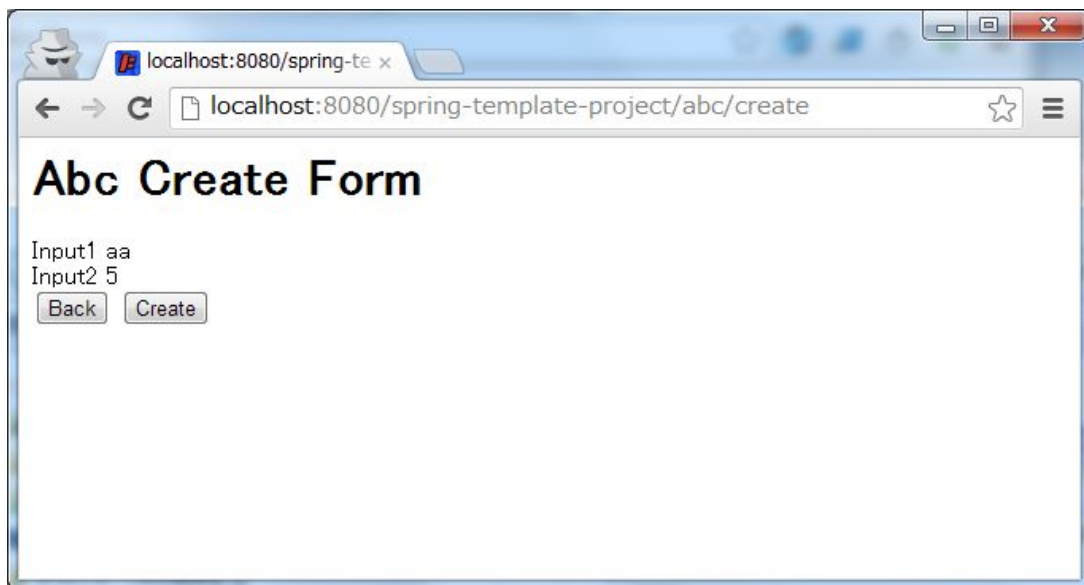 localhost:8080/spring-te
localhost:8080/spring-template-project/abc/create
Abc Create Form
Input1 aa
Input2 5
Back Create